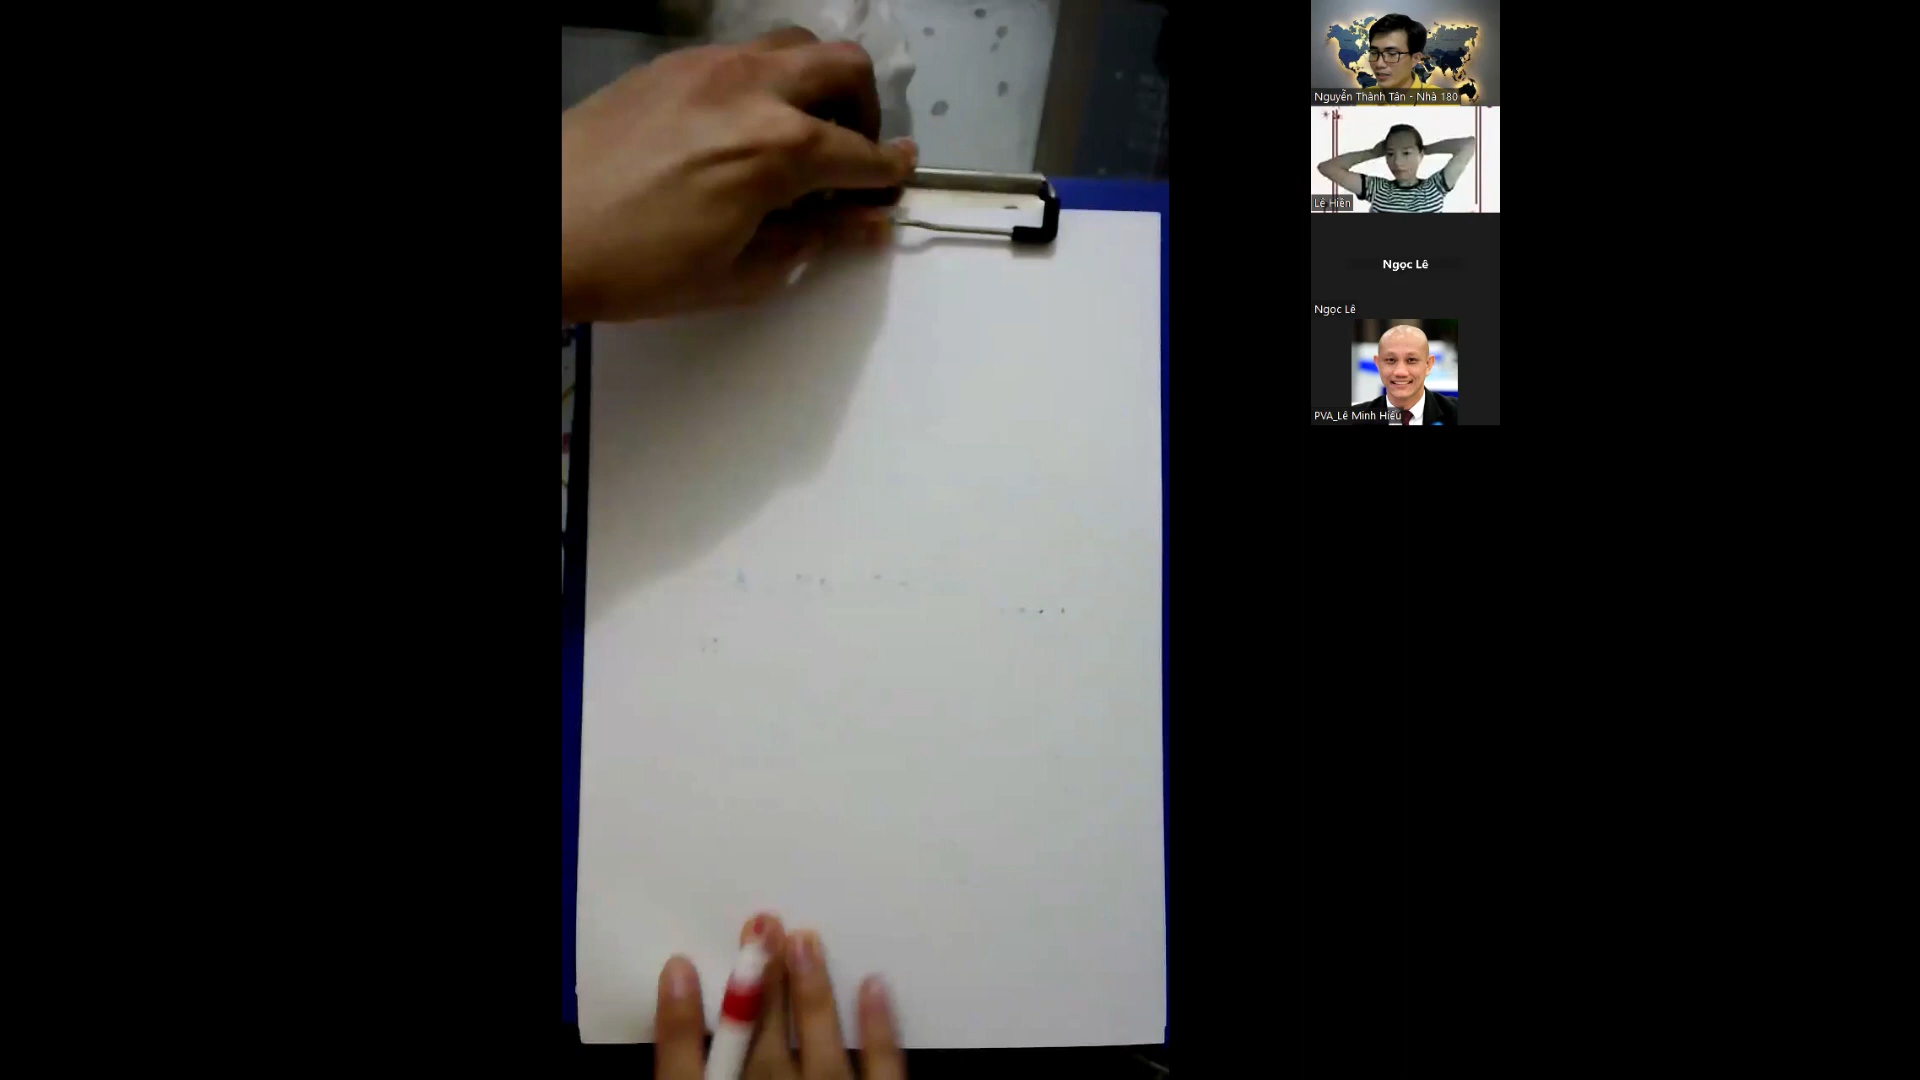 Nguyễn Thành Tân - Nhà 180
Lê Hiền
Ngọc Lê
Ngọc Lê
PVA_Lê Minh Hiếu